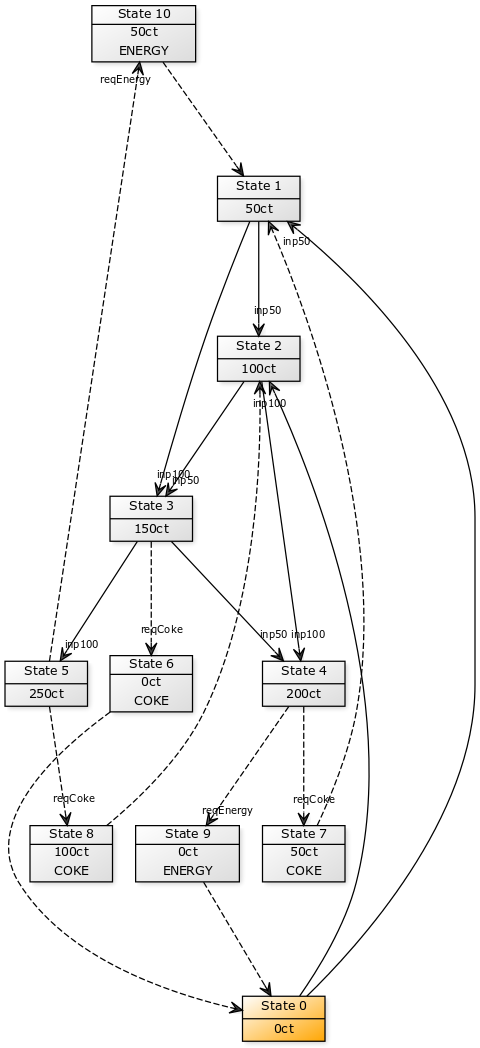 State 10
50ct
ENERGY
reqEnergy
State 1
50ct
inp50
inp50
State 2
100ct
inp100
inp100
inp50
State 3
150ct
reqCoke
inp50
inp100
inp100
State 5
250ct
State 6
0ct
COKE
State 4
200ct
reqCoke
reqEnergy
reqCoke
State 8
100ct
COKE
State 9
0ct
ENERGY
State 7
50ct
COKE
State 0
0ct